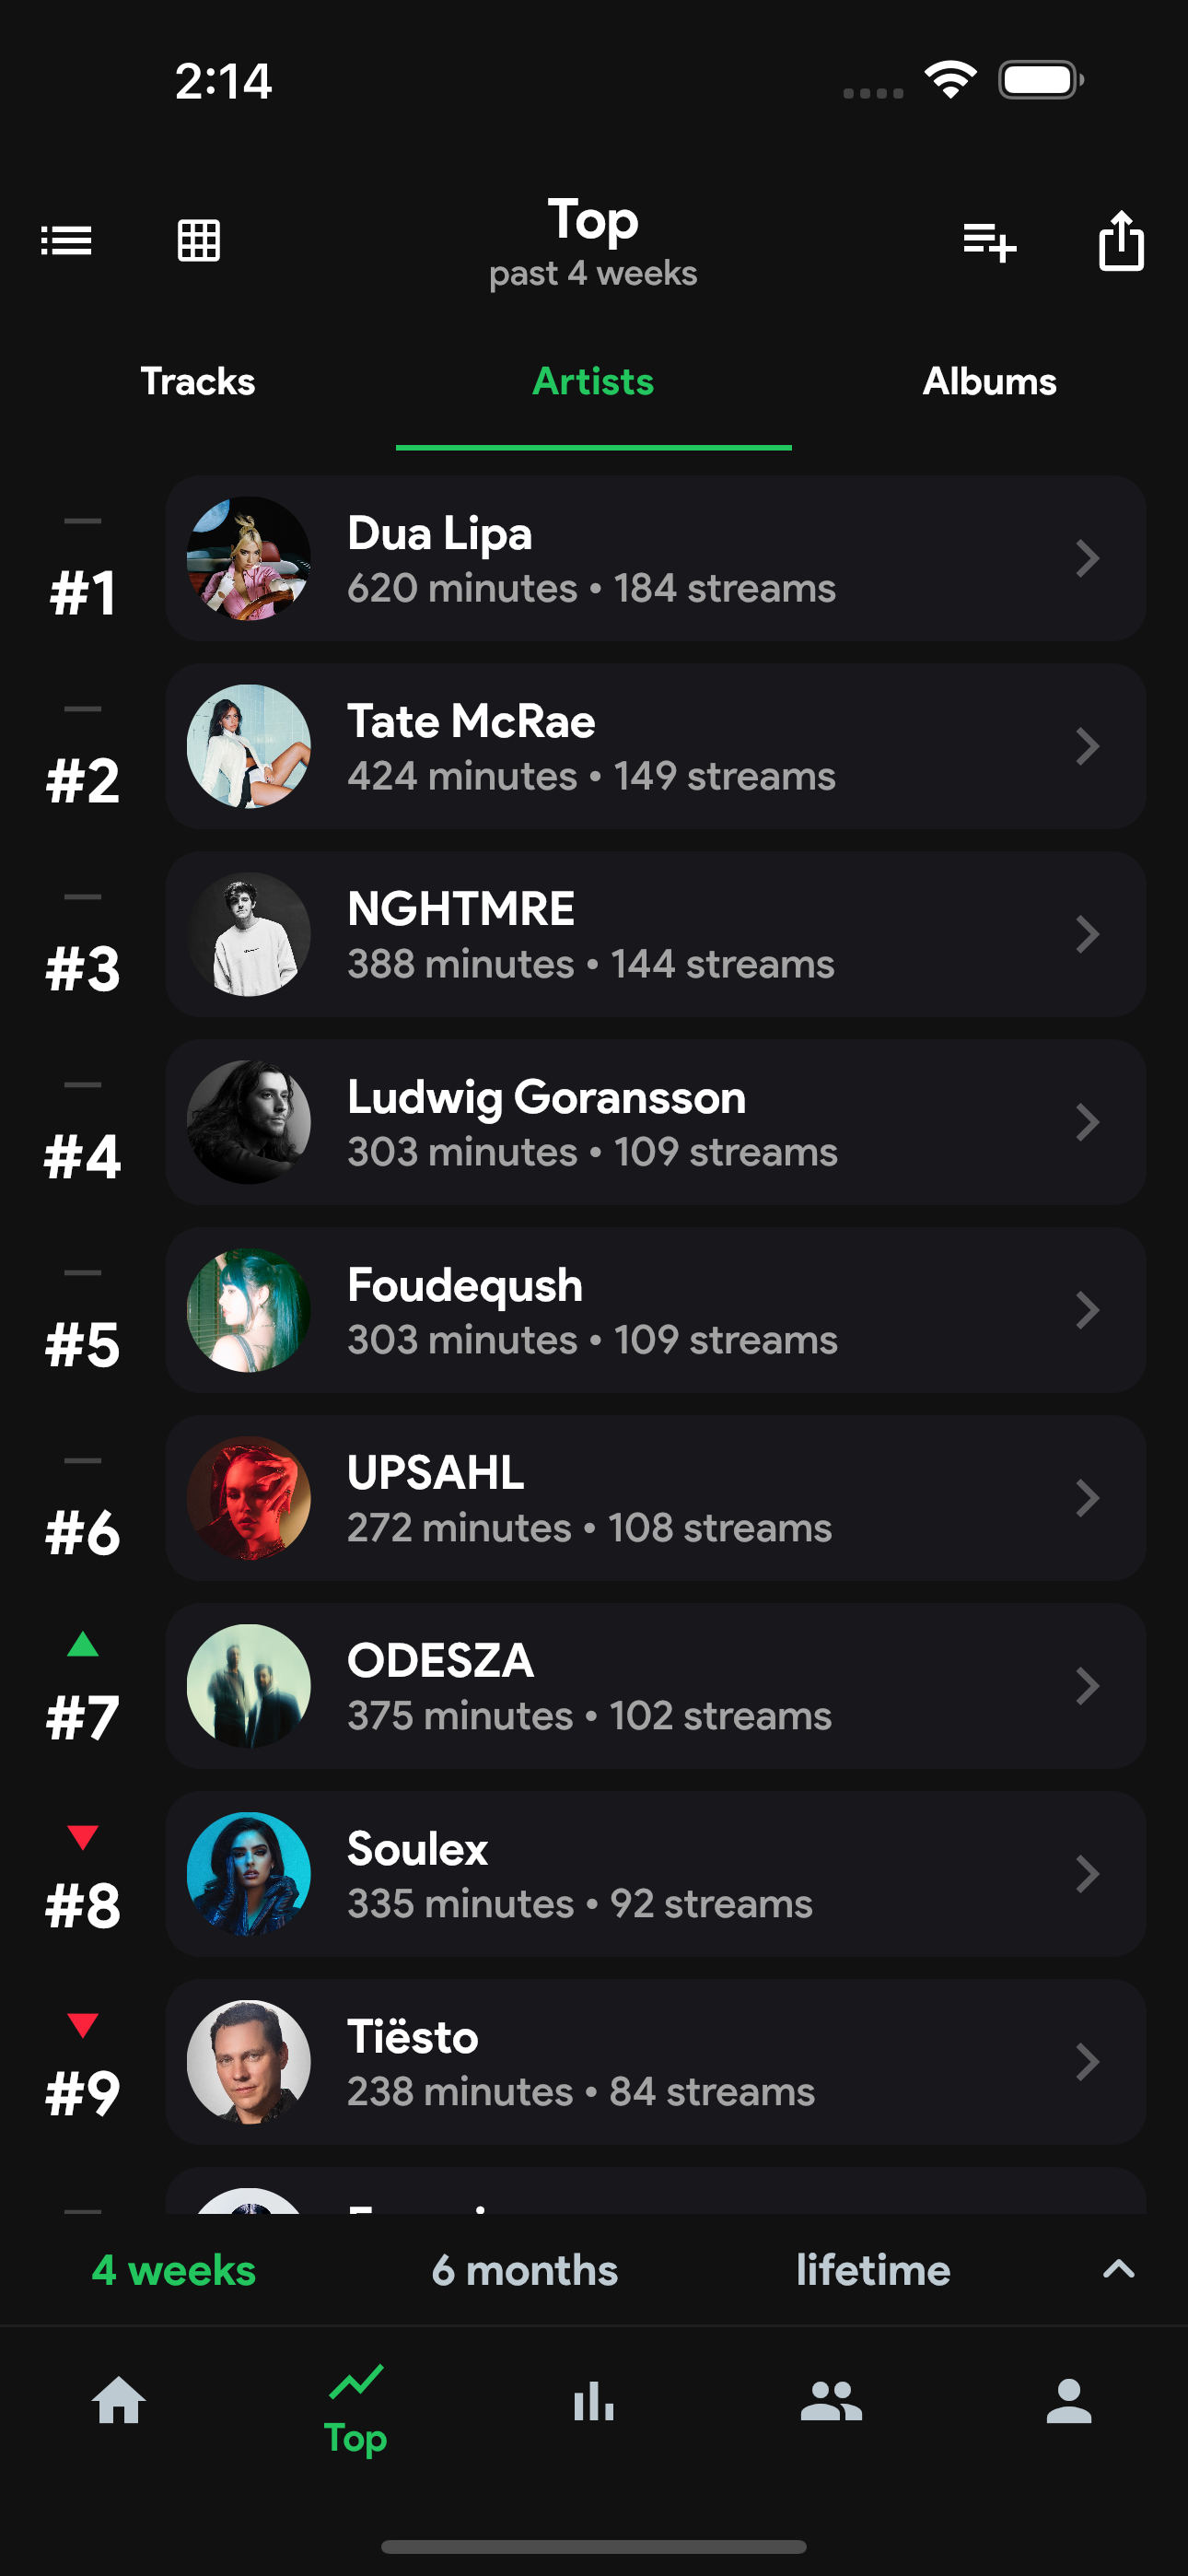 2:14
Top
past 4 weeks
Tracks
Artists
Albums
#1
Dua Lipa
620 minutes • 184 streams
#2
Tate McRae
424 minutes • 149 streams
#3
NGHTMRE
388 minutes • 144 streams
#4
Ludwig Goransson
303 minutes • 109 streams
#5
Foudeqush
303 minutes • 109 streams
#6
UPSAHL
272 minutes • 108 streams
#7
ODESZA
375 minutes • 102 streams
#8
Soulex
335 minutes • 92 streams
#9
Tiësto
238 minutes • 84 streams
4 weeks
6 months
lifetime
Top